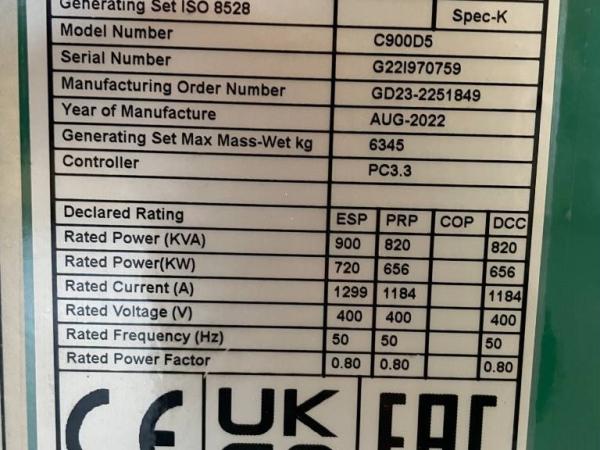 Generating Set ISO 8528 Spec-K
Model Number C900D5
Serial Number G22I970759
Manufacturing Order Number GD23-2251849
Year of Manufacture AUG-2022
Generating Set Max Mass-Wet kg 6345
Controller PC3.3
Declared Rating ESP PRP COP DCC
Rated Power (KVA) 900 820 820
Rated Power(KW) 720 656 656
Rated Current (A) 1299 1184 1184
Rated Voltage (V) 400 400 400
Rated Frequency (Hz) 50 50 50
Rated Power Factor 0.80 0.80 0.80
CE UK CA EAC